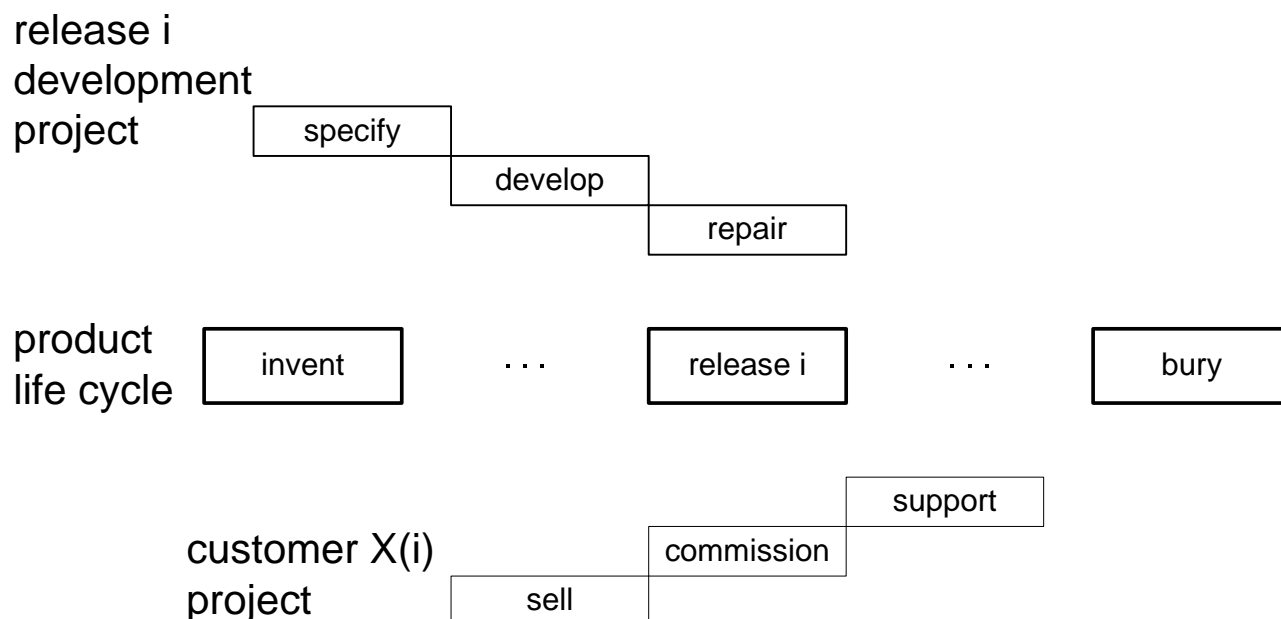 release i
development
project
specify
develop
repair
product
life cycle
invent
. . .
release i
. . .
bury
support
customer X(i)
commission
project
sell